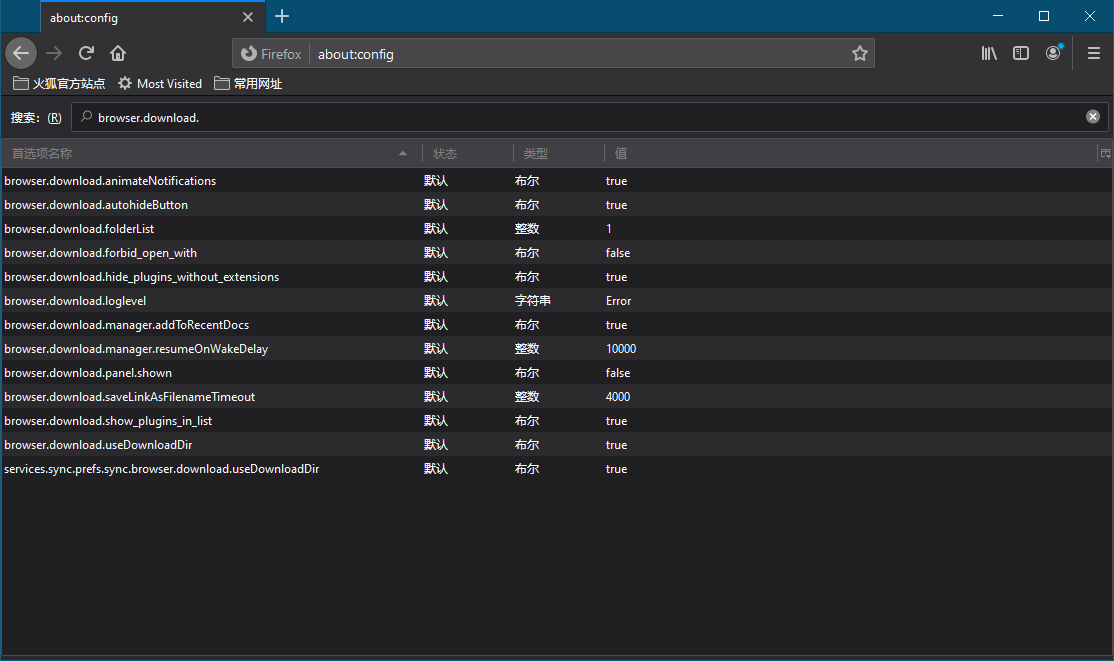 about:config
Firefox about:config
火狐官方站点 Most Visited 常用网址
搜索: (R) browser.download.
首选项名称 状态 类型 值
browser.download.animateNotifications 默认 布尔 true
browser.download.autohideButton 默认 布尔 true
browser.download.folderList 默认 整数 1
browser.download.forbid_open_with 默认 布尔 false
browser.download.hide_plugins_without_extensions 默认 布尔 true
browser.download.loglevel 默认 字符串 Error
browser.download.manager.addToRecentDocs 默认 布尔 true
browser.download.manager.resumeOnWakeDelay 默认 整数 10000
browser.download.panel.shown 默认 布尔 false
browser.download.saveLinkAsFilenameTimeout 默认 整数 4000
browser.download.show_plugins_in_list 默认 布尔 true
browser.download.useDownloadDir 默认 布尔 true
services.sync.prefs.sync.browser.download.useDownloadDir 默认 布尔 true